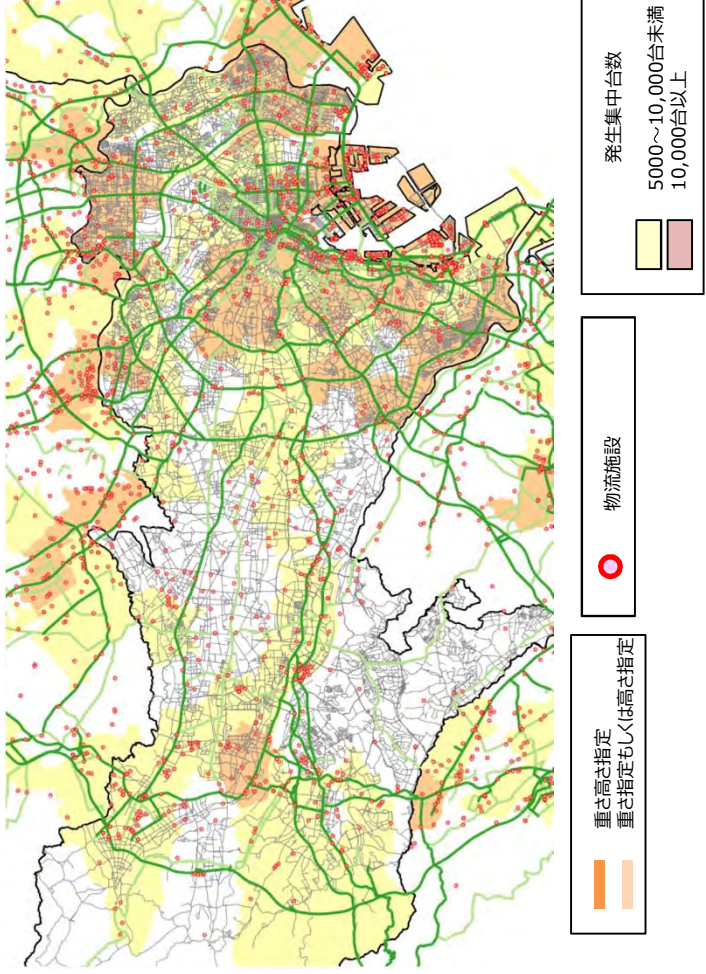 重さ高さ指定
重さ指定もしくは高さ指定
物流施設
発生集中台数
5000～10,000台未満
10,000台以上